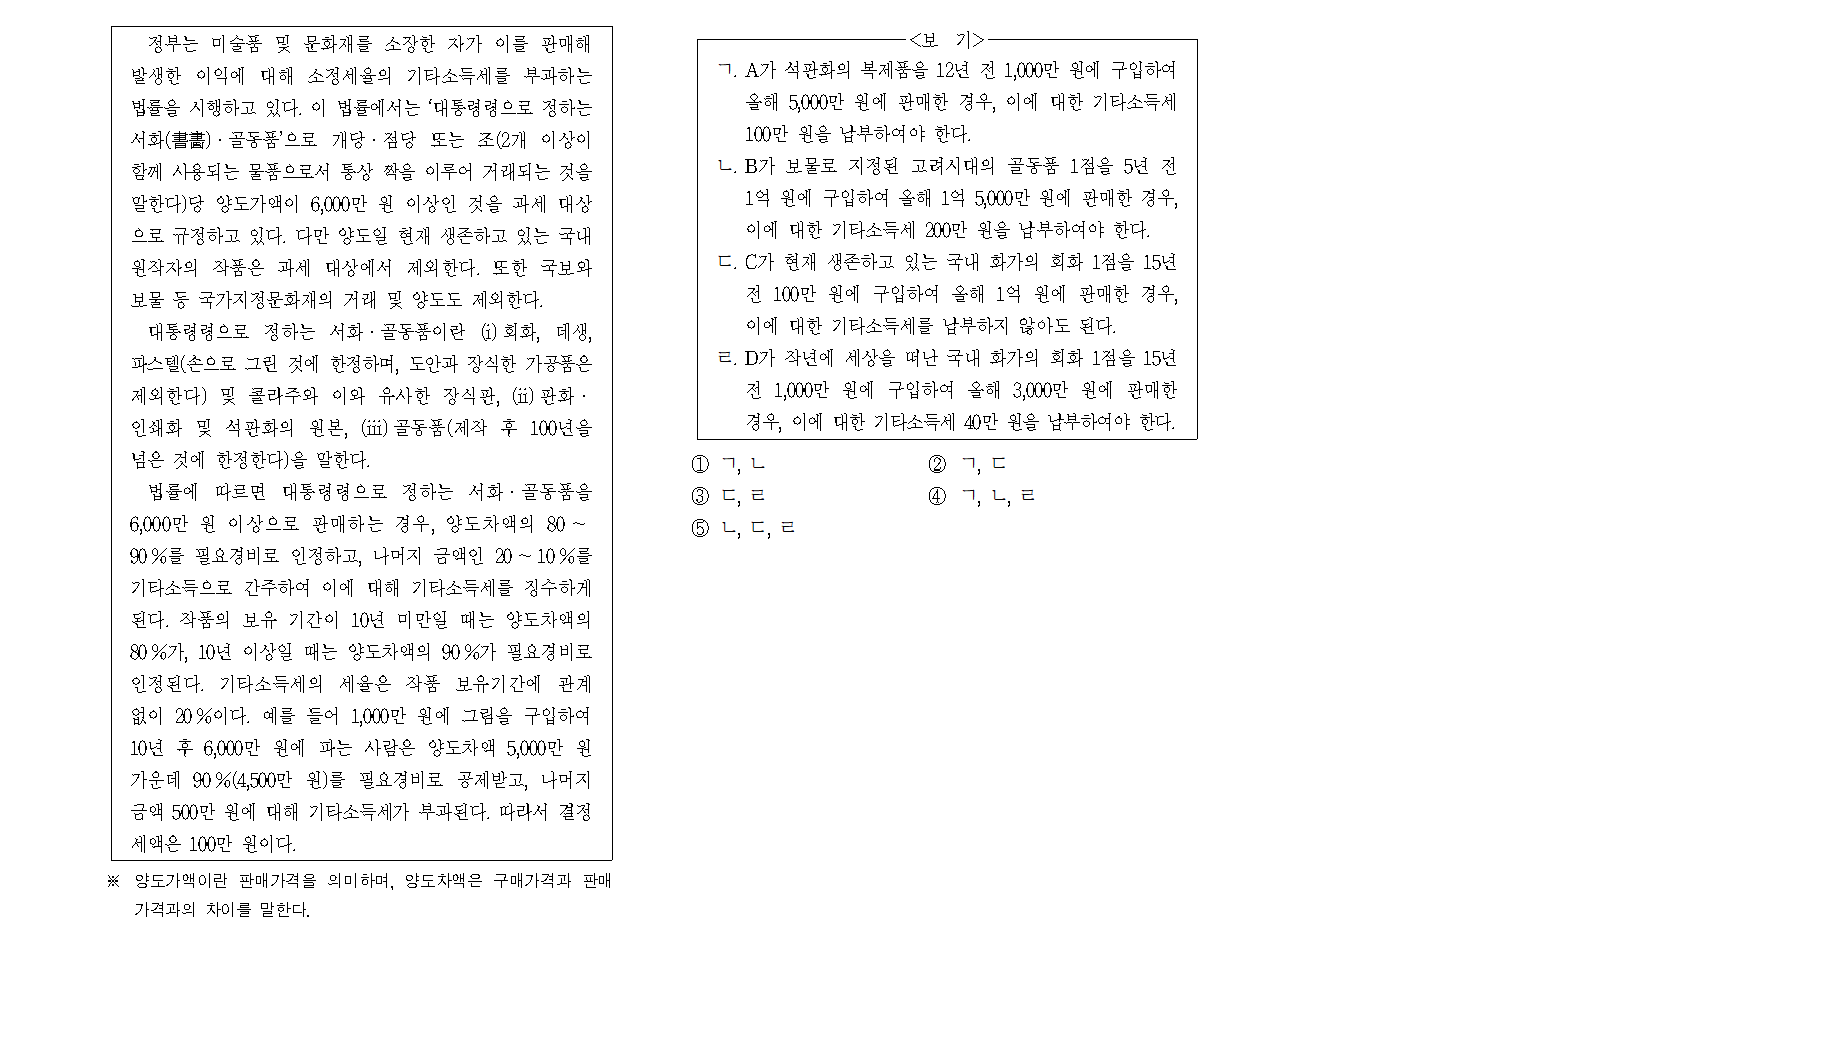 정부는 미술품 및 문화재를 소장한 자가 이를 판매해
발생한 이익에 대해 소정세율의 기타소득세를 부과하는
법률을 시행하고 있다. 이 법률에서는 ‘대통령령으로 정하는
서화(書畵)·골동품’으로 개당·점당 또는 조(2개 이상이
함께 사용되는 물품으로서 통상 짝을 이루어 거래되는 것을
말한다)당 양도가액이 6,000만 원 이상인 것을 과세 대상
으로 규정하고 있다. 다만 양도일 현재 생존하고 있는 국내
원작자의 작품은 과세 대상에서 제외한다. 또한 국보와
보물 등 국가지정문화재의 거래 및 양도도 제외한다.
대통령령으로 정하는 서화·골동품이란 (i) 회화, 데생,
파스텔(손으로 그린 것에 한정하며, 도안과 장식한 가공품은
제외한다) 및 콜라주와 이와 유사한 장식판, (ii) 판화·
인쇄화 및 석판화의 원본, (iii) 골동품(제작 후 100년을
넘은 것에 한정한다)을 말한다.
법률에 따르면 대통령령으로 정하는 서화·골동품을
6,000만 원 이상으로 판매하는 경우, 양도차액의 80 ~
90 %를 필요경비로 인정하고, 나머지 금액인 20 ~ 10 %를
기타소득으로 간주하여 이에 대해 기타소득세를 징수하게
된다. 작품의 보유 기간이 10년 미만일 때는 양도차액의
80 %가, 10년 이상일 때는 양도차액의 90 %가 필요경비로
인정된다. 기타소득세의 세율은 작품 보유기간에 관계
없이 20 %이다. 예를 들어 1,000만 원에 그림을 구입하여
10년 후 6,000만 원에 파는 사람은 양도차액 5,000만 원
가운데 90 %(4,500만 원)를 필요경비로 공제받고, 나머지
금액 500만 원에 대해 기타소득세가 부과된다. 따라서 결정
세액은 100만 원이다.
※ 양도가액이란 판매가격을 의미하며, 양도차액은 구매가격과 판매
가격과의 차이를 말한다.
<보 기>
ㄱ. A가 석판화의 복제품을 12년 전 1,000만 원에 구입하여
올해 5,000만 원에 판매한 경우, 이에 대한 기타소득세
100만 원을 납부하여야 한다.
ㄴ. B가 보물로 지정된 고려시대의 골동품 1점을 5년 전
1억 원에 구입하여 올해 1억 5,000만 원에 판매한 경우,
이에 대한 기타소득세 200만 원을 납부하여야 한다.
ㄷ. C가 현재 생존하고 있는 국내 화가의 회화 1점을 15년
전 100만 원에 구입하여 올해 1억 원에 판매한 경우,
이에 대한 기타소득세를 납부하지 않아도 된다.
ㄹ. D가 작년에 세상을 떠난 국내 화가의 회화 1점을 15년
전 1,000만 원에 구입하여 올해 3,000만 원에 판매한
경우, 이에 대한 기타소득세 40만 원을 납부하여야 한다.
① ㄱ, ㄴ ② ㄱ, ㄷ
③ ㄷ, ㄹ ④ ㄱ, ㄴ, ㄹ
⑤ ㄴ, ㄷ, ㄹ